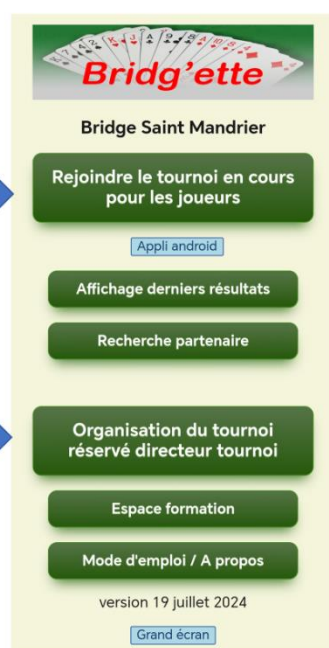 Bridg'ette
Bridge Saint Mandrier
Rejoindre le tournoi en cours
pour les joueurs
Appli android
Affichage derniers résultats
Recherche partenaire
Organisation du tournoi
réservé directeur tournoi
Espace formation
Mode d'emploi / A propos
version 19 juillet 2024
Grand écran